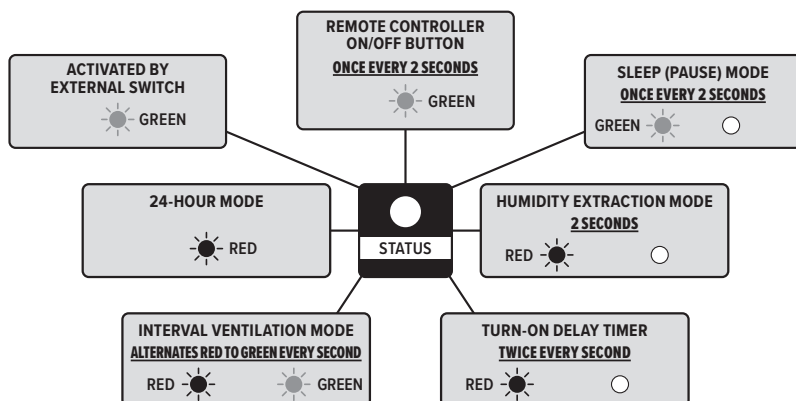 REMOTE CONTROLLER
ON/OFF BUTTON
ONCE EVERY 2 SECONDS
GREEN
ACTIVATED BY
EXTERNAL SWITCH
GREEN
SLEEP (PAUSE) MODE
ONCE EVERY 2 SECONDS
GREEN
24-HOUR MODE
RED
STATUS
HUMIDITY EXTRACTION MODE
2 SECONDS
RED
INTERVAL VENTILATION MODE
ALTERNATES RED TO GREEN EVERY SECOND
RED GREEN
TURN-ON DELAY TIMER
TWICE EVERY SECOND
RED